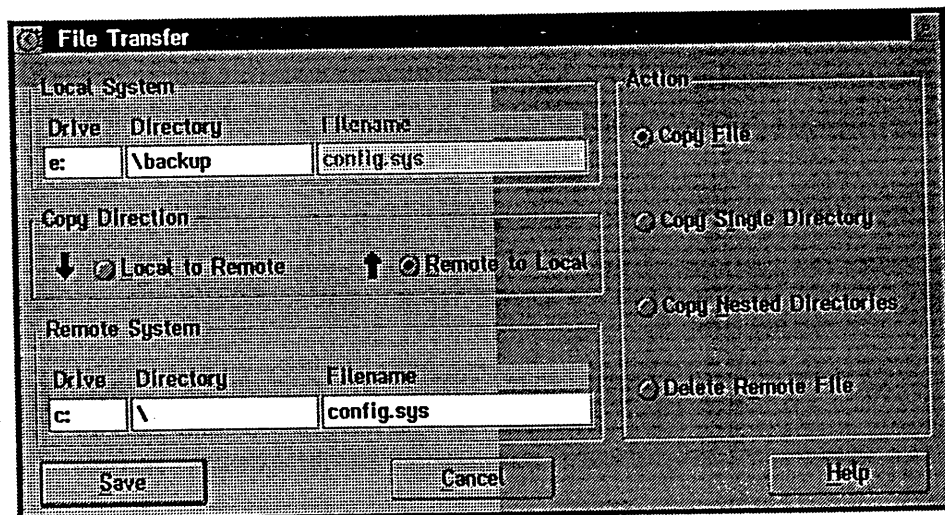 File Transfer
Local System
Drive Directory Filename
e: \backup config.sys
Copy Direction
Local to Remote Remote to Local
Remote System
Drive Directory Filename
c: \ config.sys
Action
Copy File
Copy Single Directory
Copy Nested Directories
Delete Remote File
Save Cancel Help